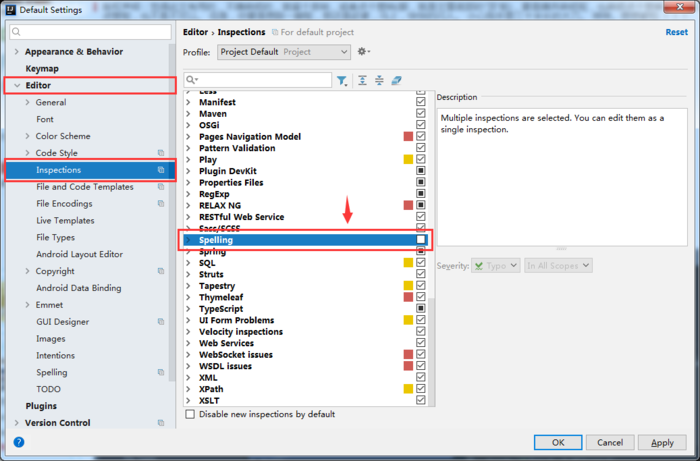 Default Settings
Appearance & Behavior
Keymap
Editor
General
Font
Color Scheme
Code Style
Inspections
File and Code Templates
File Encodings
Live Templates
File Types
Android Layout Editor
Copyright
Android Data Binding
Emmet
GUI Designer
Images
Intentions
Spelling
TODO
Plugins
Version Control
Editor › Inspections
For default project
Reset
Profile:
Project Default Project
Less
Manifest
Maven
OSGi
Pages Navigation Model
Pattern Validation
Play
Plugin DevKit
Properties Files
RegExp
RELAX NG
RESTful Web Service
Sass/SCSS
Spelling
Spring
SQL
Struts
Tapestry
Thymeleaf
TypeScript
UI Form Problems
Velocity inspections
Web Services
WebSocket issues
WSDL issues
XML
XPath
XSLT
Disable new inspections by default
Description
Multiple inspections are selected. You can edit them as a
single inspection.
Severity:
Typo
In All Scopes
?
OK
Cancel
Apply